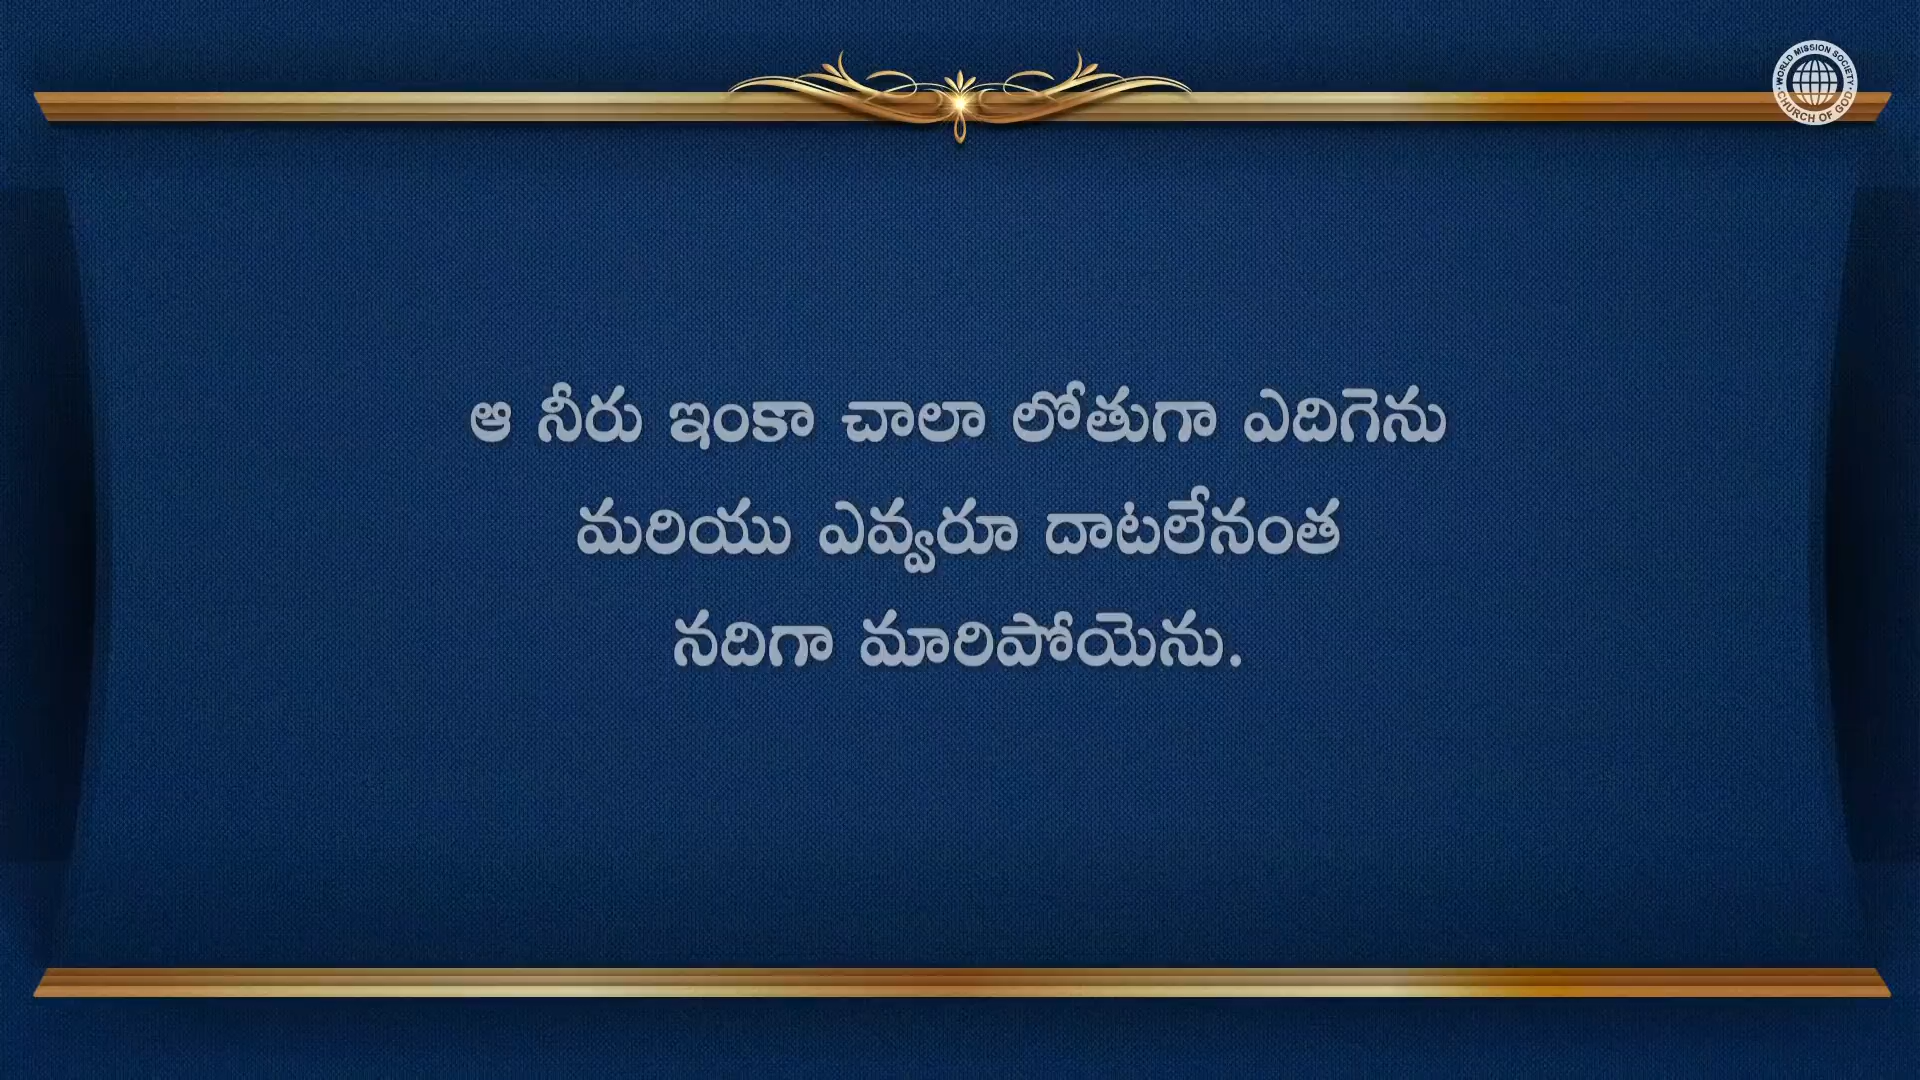 WORLD MISSION SOCIETY
CHURCH OF GOD
ఆ నీరు ఇంకా చాలా లోతుగా ఎదిగెను
మరియు ఎవ్వరూ దాటలేనంత
నదిగా మారిపోయెను.